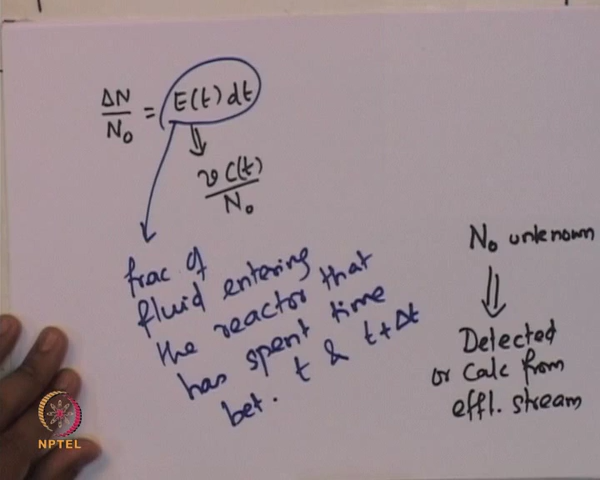 ΔN/N₀ = E(t) dt
⇓
v C(t)/N₀
frac of
fluid entering
the reactor that
has spent time
bet. t & t+Δt
N₀ unknown
⇓
Detected
or Calc from
effl. stream
NPTEL